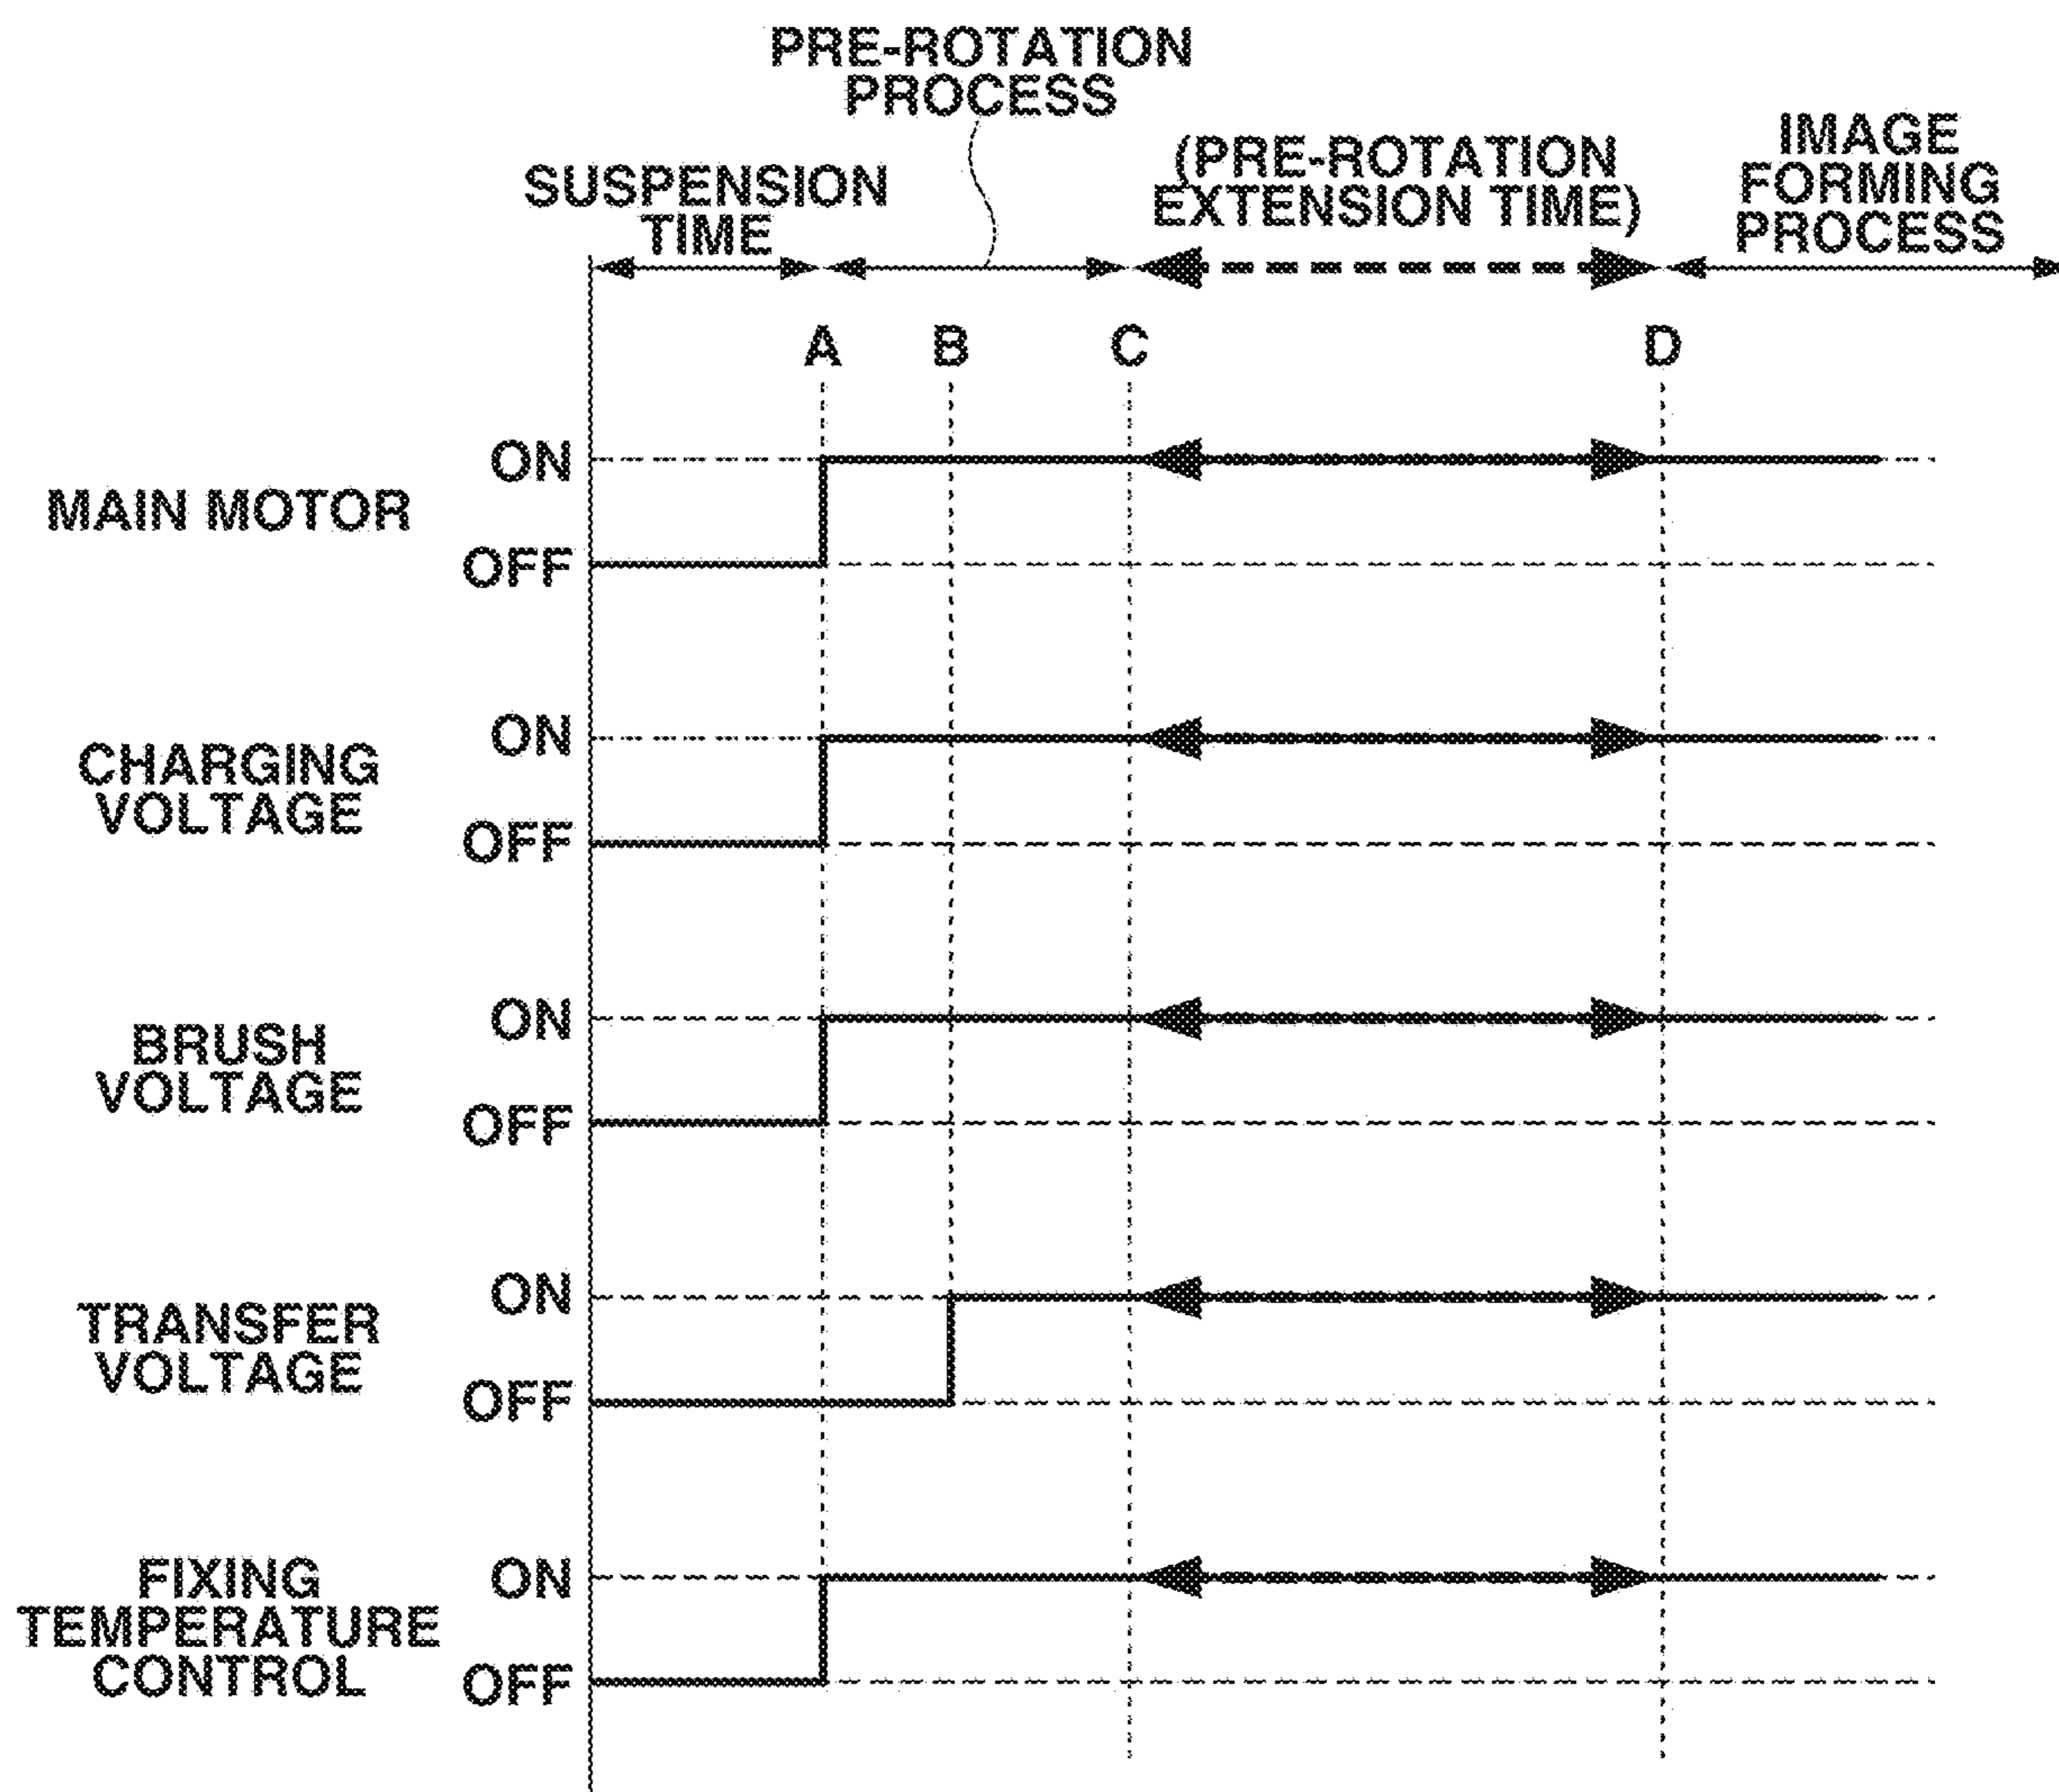 PRE-ROTATION
PROCESS
SUSPENSION
TIME
(PRE-ROTATION
EXTENSION TIME)
IMAGE
FORMING
PROCESS
A B C D
MAIN MOTOR
ON
OFF
CHARGING
VOLTAGE
ON
OFF
BRUSH
VOLTAGE
ON
OFF
TRANSFER
VOLTAGE
ON
OFF
FIXING
TEMPERATURE
CONTROL
ON
OFF